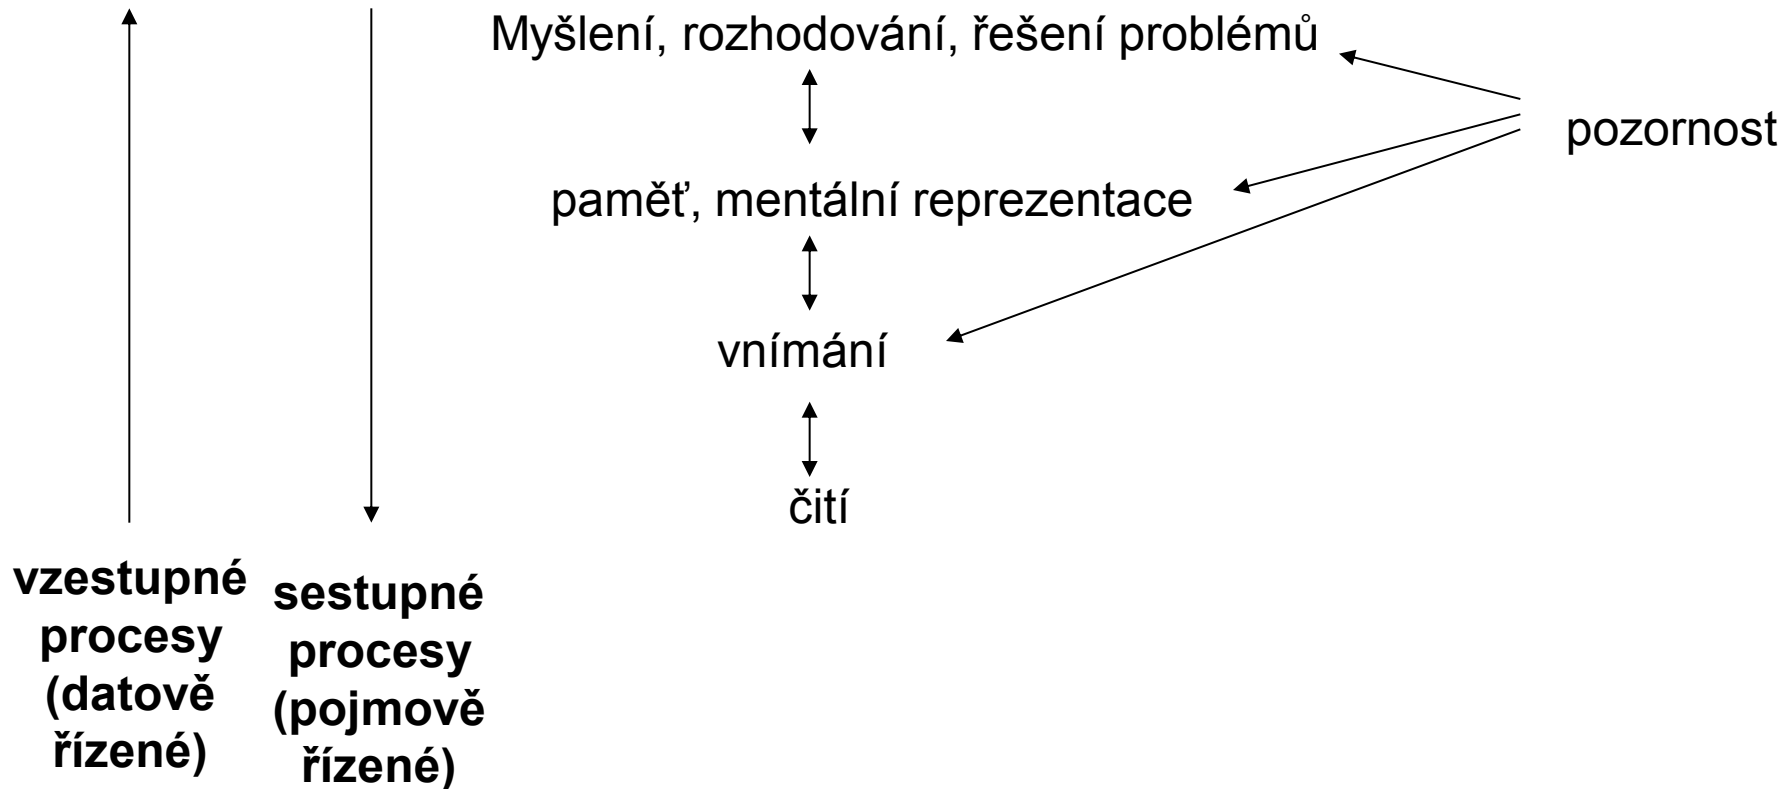 Myšlení, rozhodování, řešení problémů
pozornost
paměť, mentální reprezentace
vnímání
čití
vzestupné
procesy
(datově
řízené)
sestupné
procesy
(pojmově
řízené)